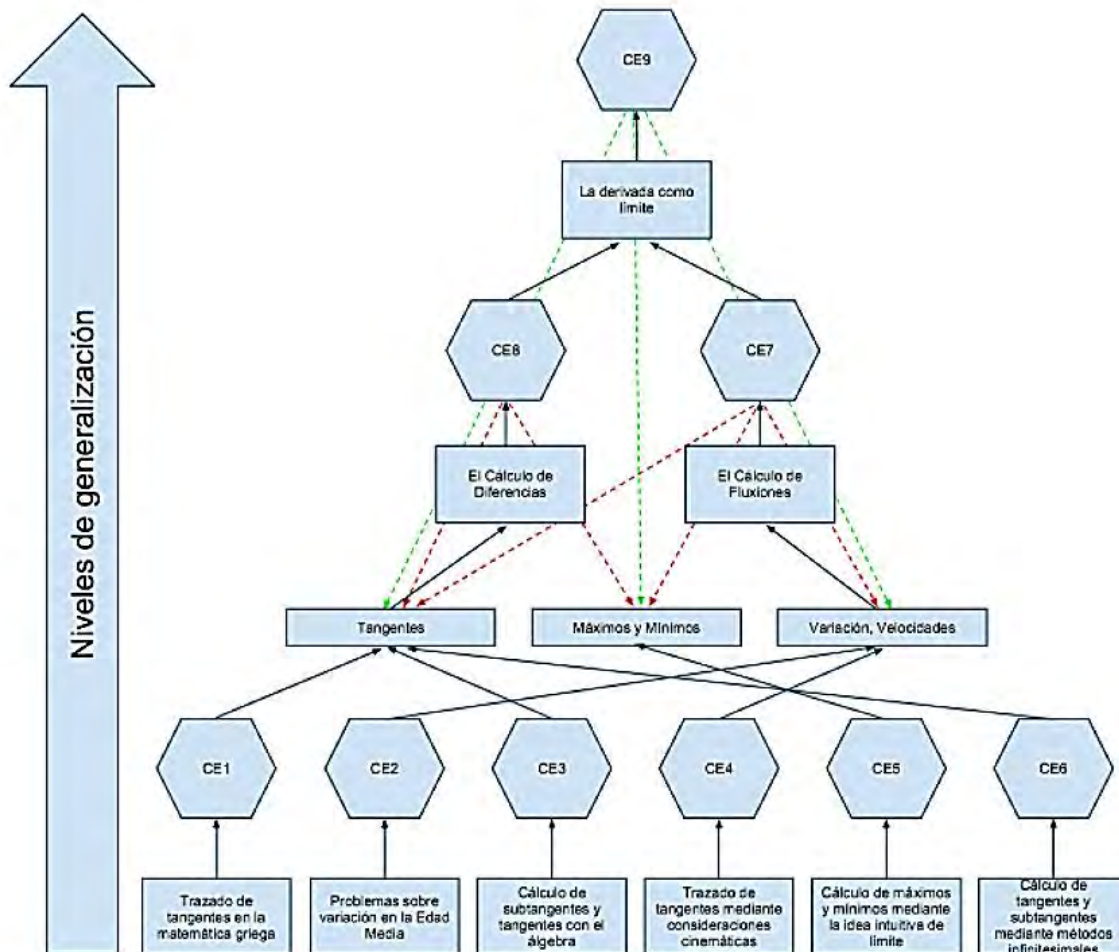 CE9
La derivada como
límite
CE8
CE7
El Cálculo de
Diferencias
El Cálculo de
Fluxiones
Tangentes
Máximos y Mínimos
Variación, Velocidades
CE1
CE2
CE3
CE4
CE5
CE6
Trazado de
tangentes en la
matemática griega
Problemas sobre
variación en la Edad
Media
Cálculo de
subtangentes y
tangentes con el
álgebra
Trazado de
tangentes mediante
consideraciones
cinemáticas
Cálculo de máximos
y mínimos mediante
la idea intuitiva de
límite
Cálculo de
tangentes y
subtangentes
mediante métodos
infinitesimales
Niveles de generalización